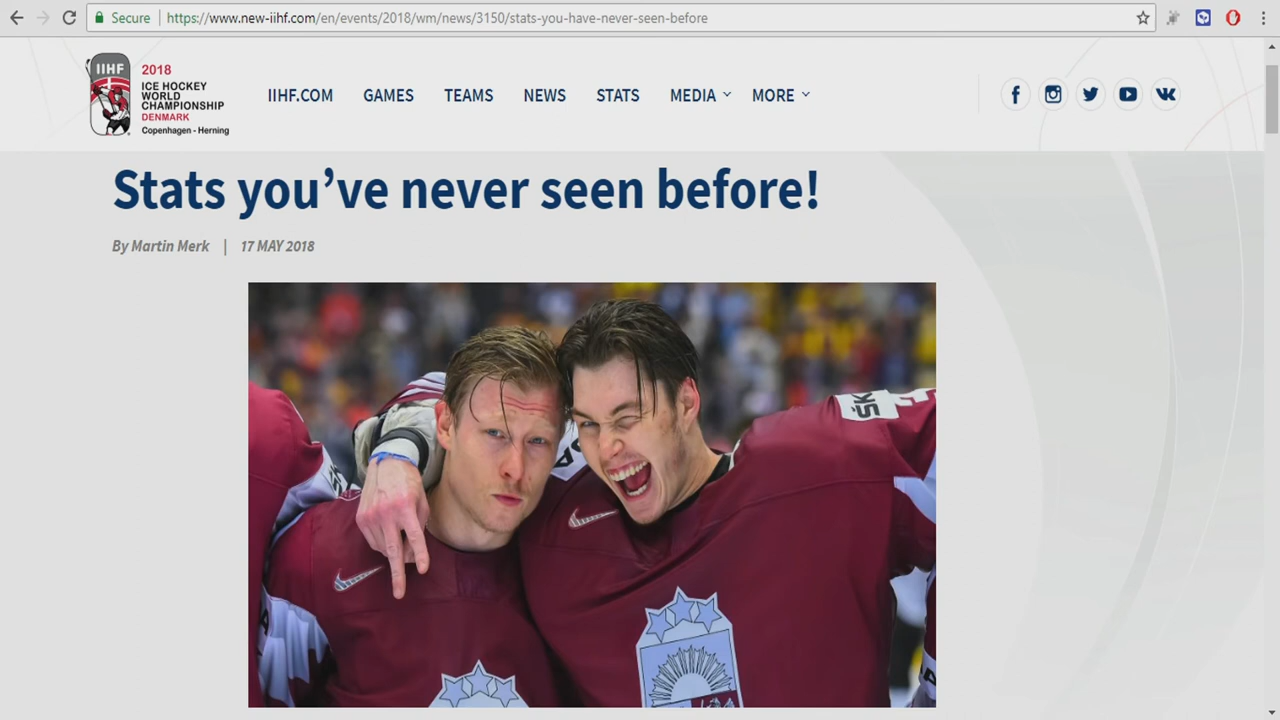 Secure
https://www.new-iihf.com/en/events/2018/wm/news/3150/stats-you-have-never-seen-before
IIHF
2018
ICE HOCKEY
WORLD
CHAMPIONSHIP
DENMARK
Copenhagen - Herning
IIHF.COM GAMES TEAMS NEWS STATS MEDIA MORE
Stats you’ve never seen before!
By Martin Merk | 17 MAY 2018